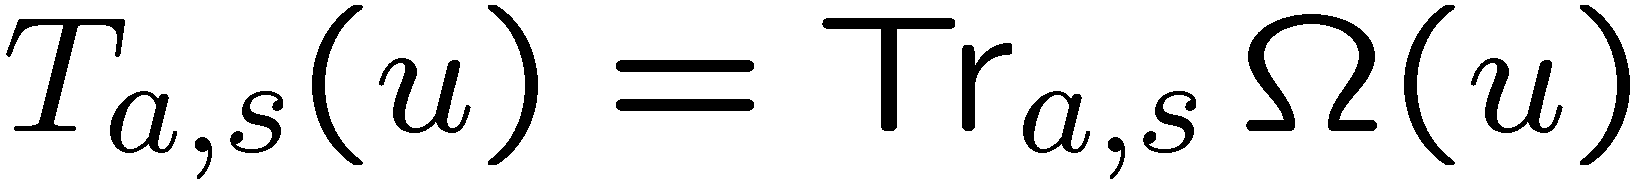 T_{a,s}(u) = Tr_{a,s} Ω(u)